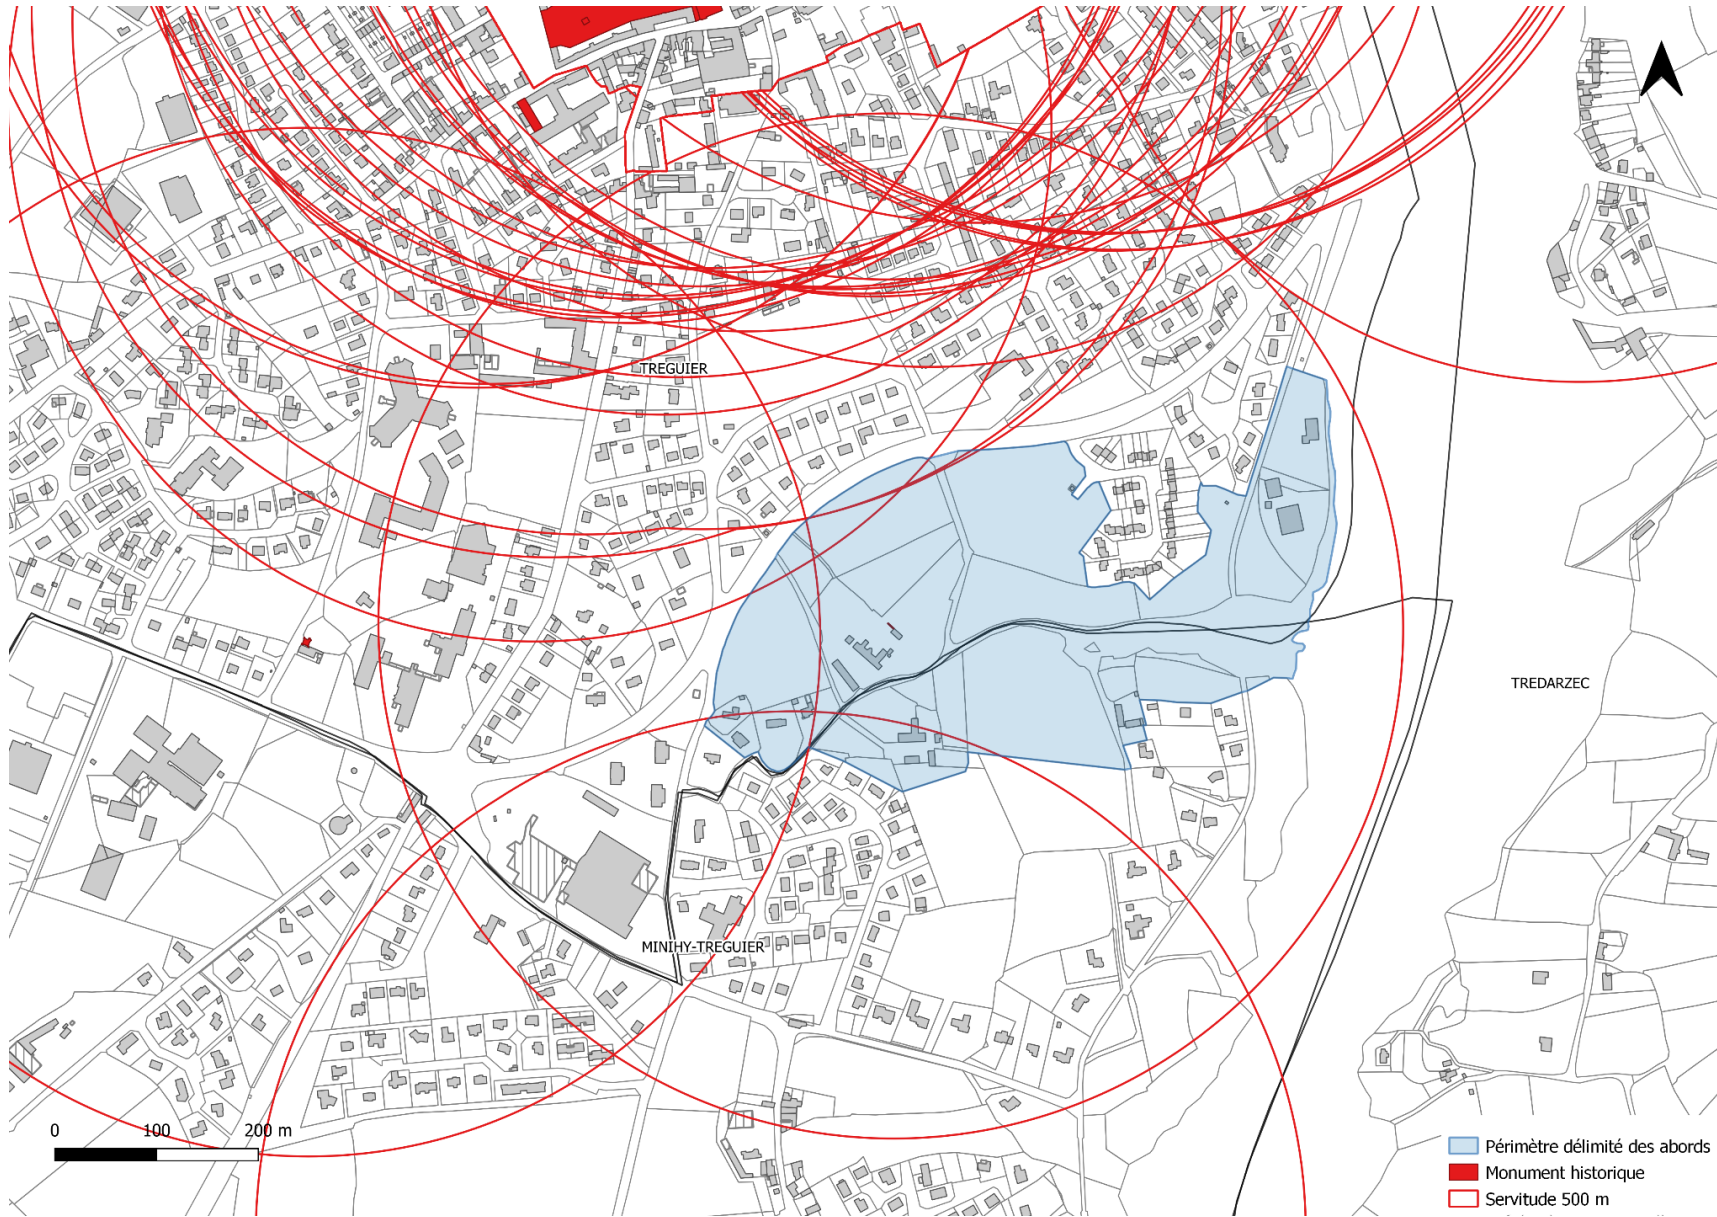 TREGUIER
TREDARZEC
MINIHY-TREGUIER
0 100 200 m
Périmètre délimité des abords
Monument historique
Servitude 500 m